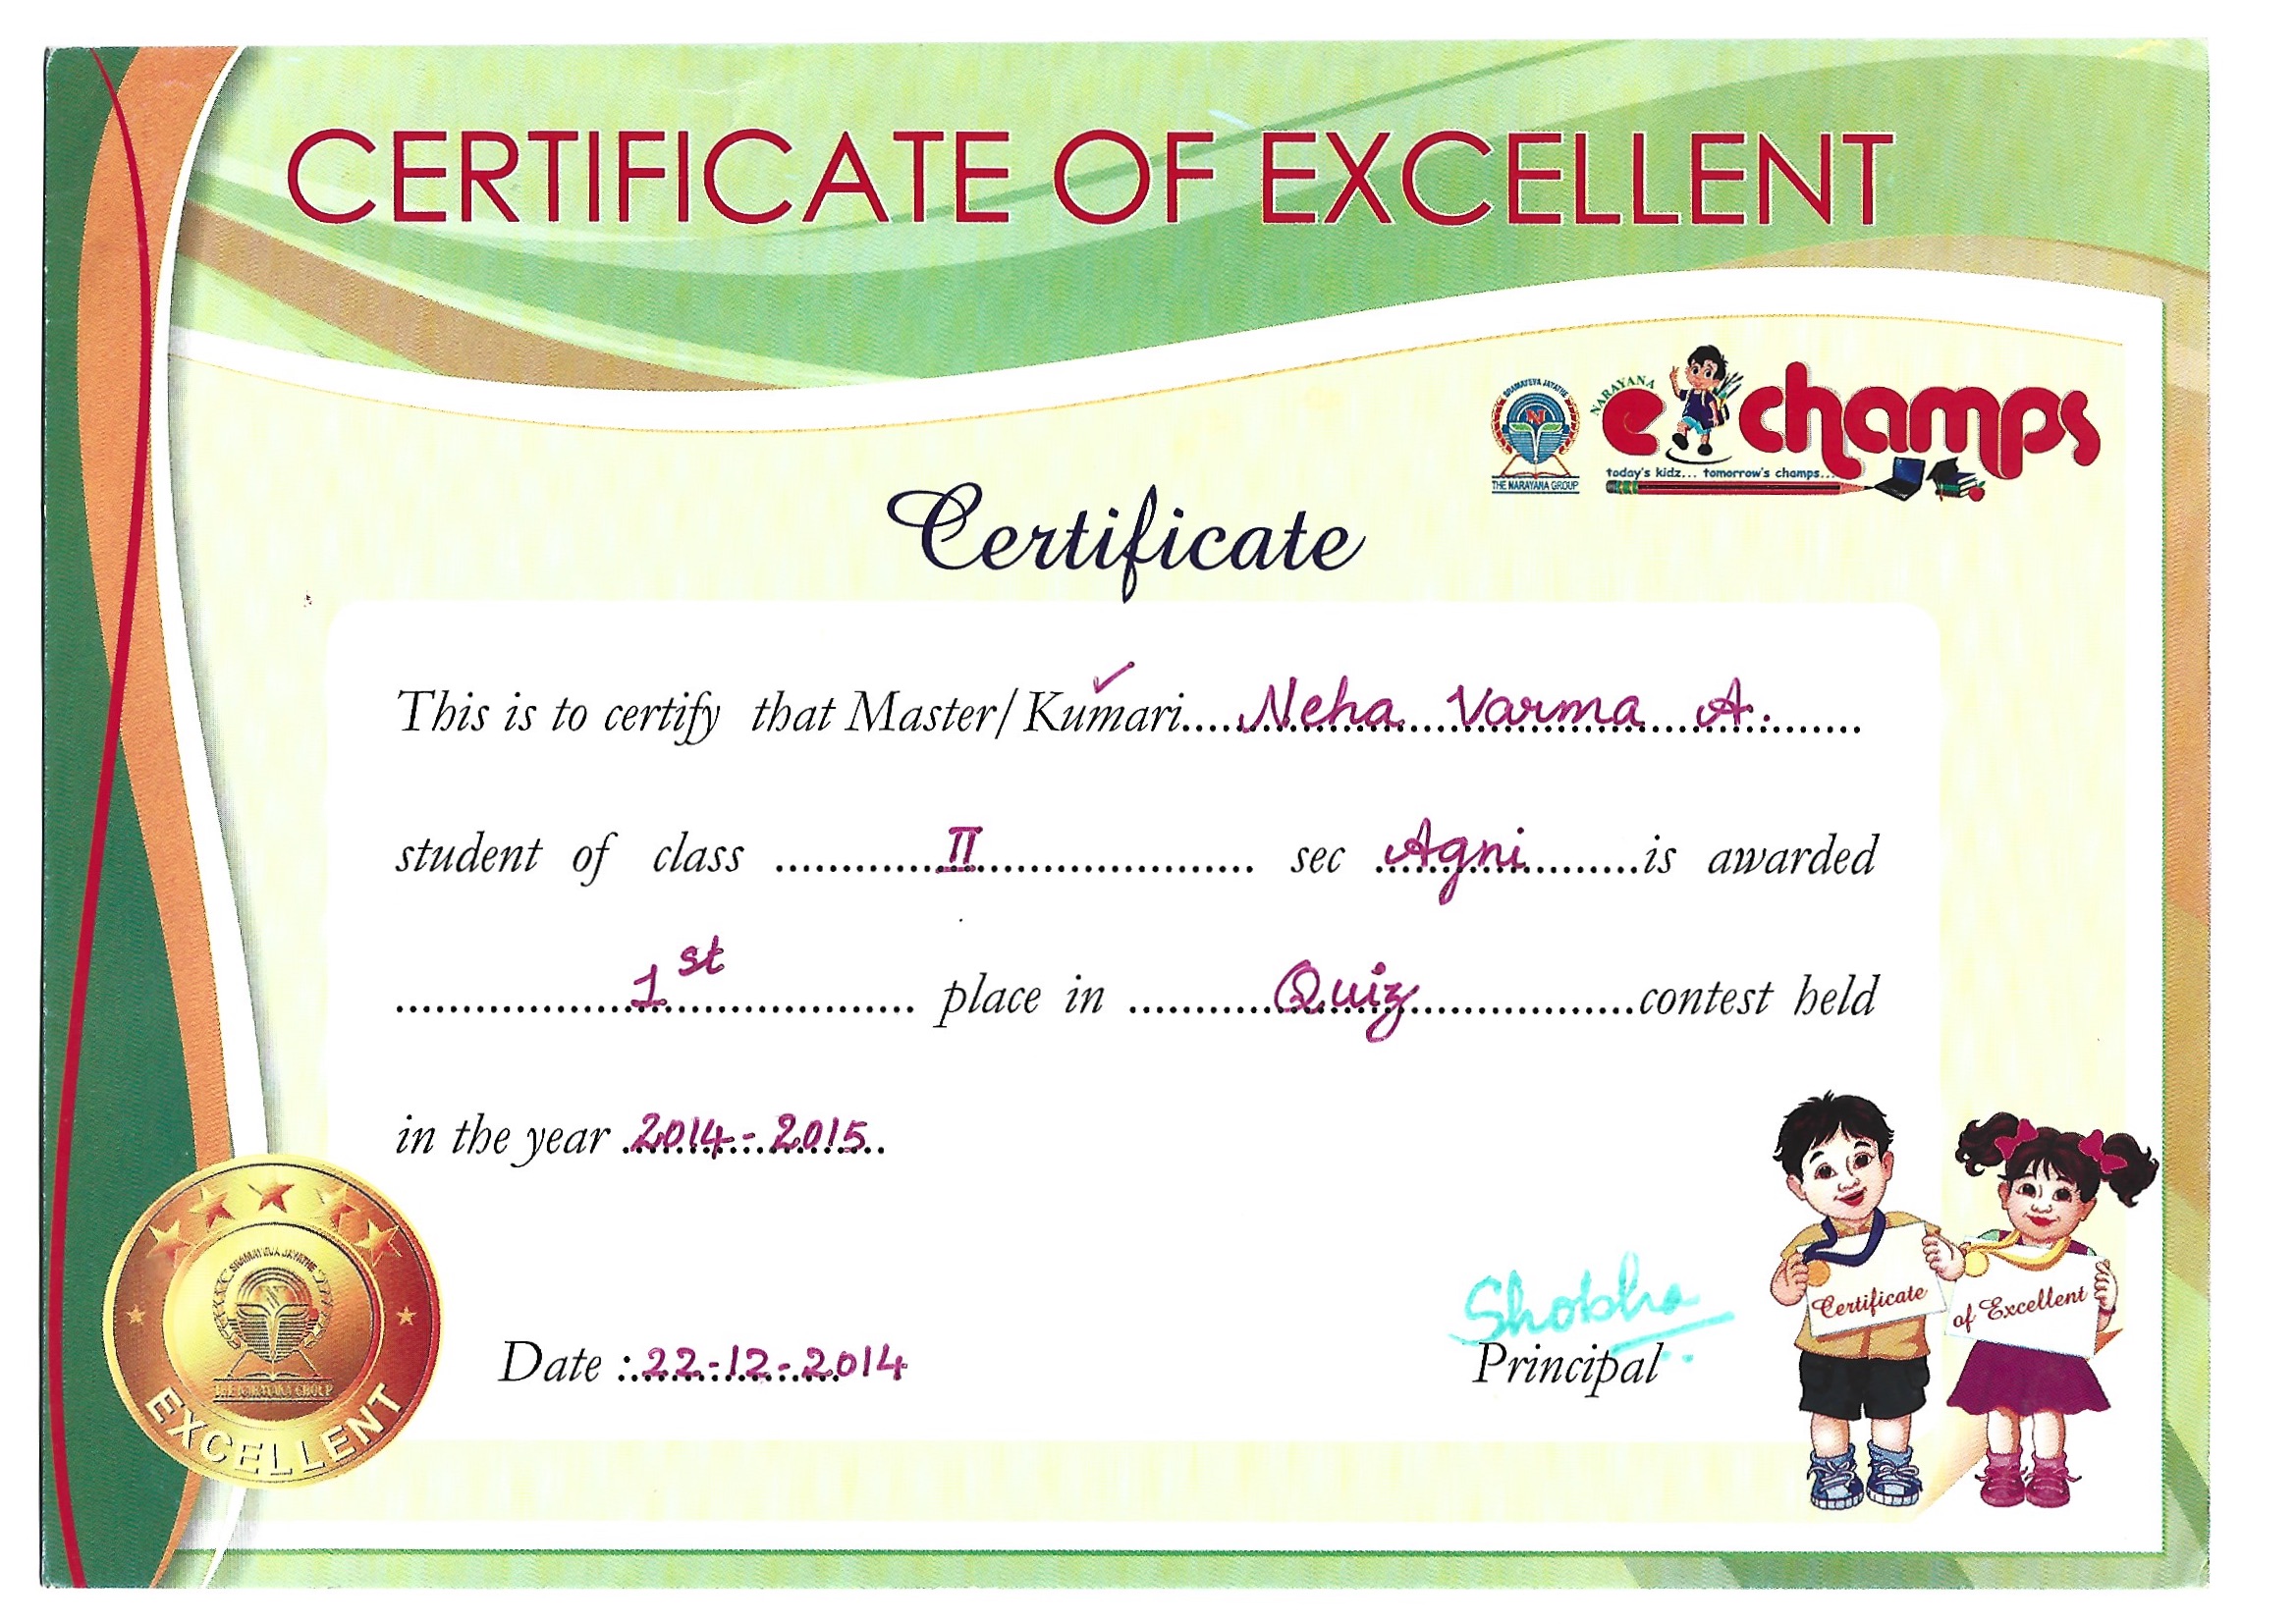 CERTIFICATE OF EXCELLENT
SRAMAYEVA JAYATHE
N
THE NARAYANA GROUP
NARAYANA
e champs
today's kidz... tomorrow's champs...
Certificate
This is to certify that Master/Kumari....Neha Varma A.
student of class II sec Agni is awarded
1st place in Quiz contest held
in the year 2014-2015
SRAMAYEVA JAYATHE
THE NARAYANA GROUP
EXCELLENT
Date : 22-12-2014
Shobha
Principal
Certificate
of Excellent